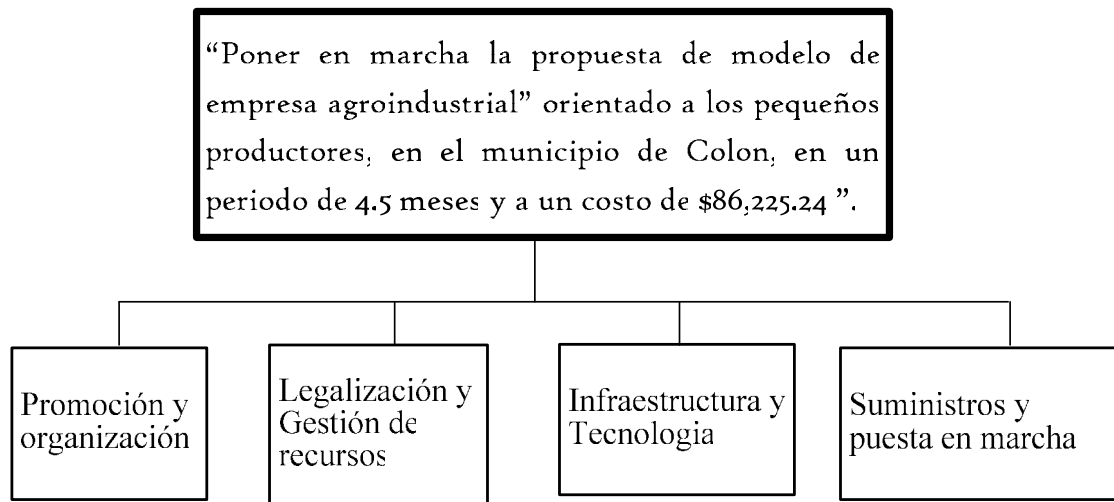 “Poner en marcha la propuesta de modelo de
empresa agroindustrial” orientado a los pequeños
productores, en el municipio de Colon, en un
periodo de 4.5 meses y a un costo de $86,225.24 ”.
Promoción y
organización
Legalización y
Gestión de
recursos
Infraestructura y
Tecnologia
Suministros y
puesta en marcha